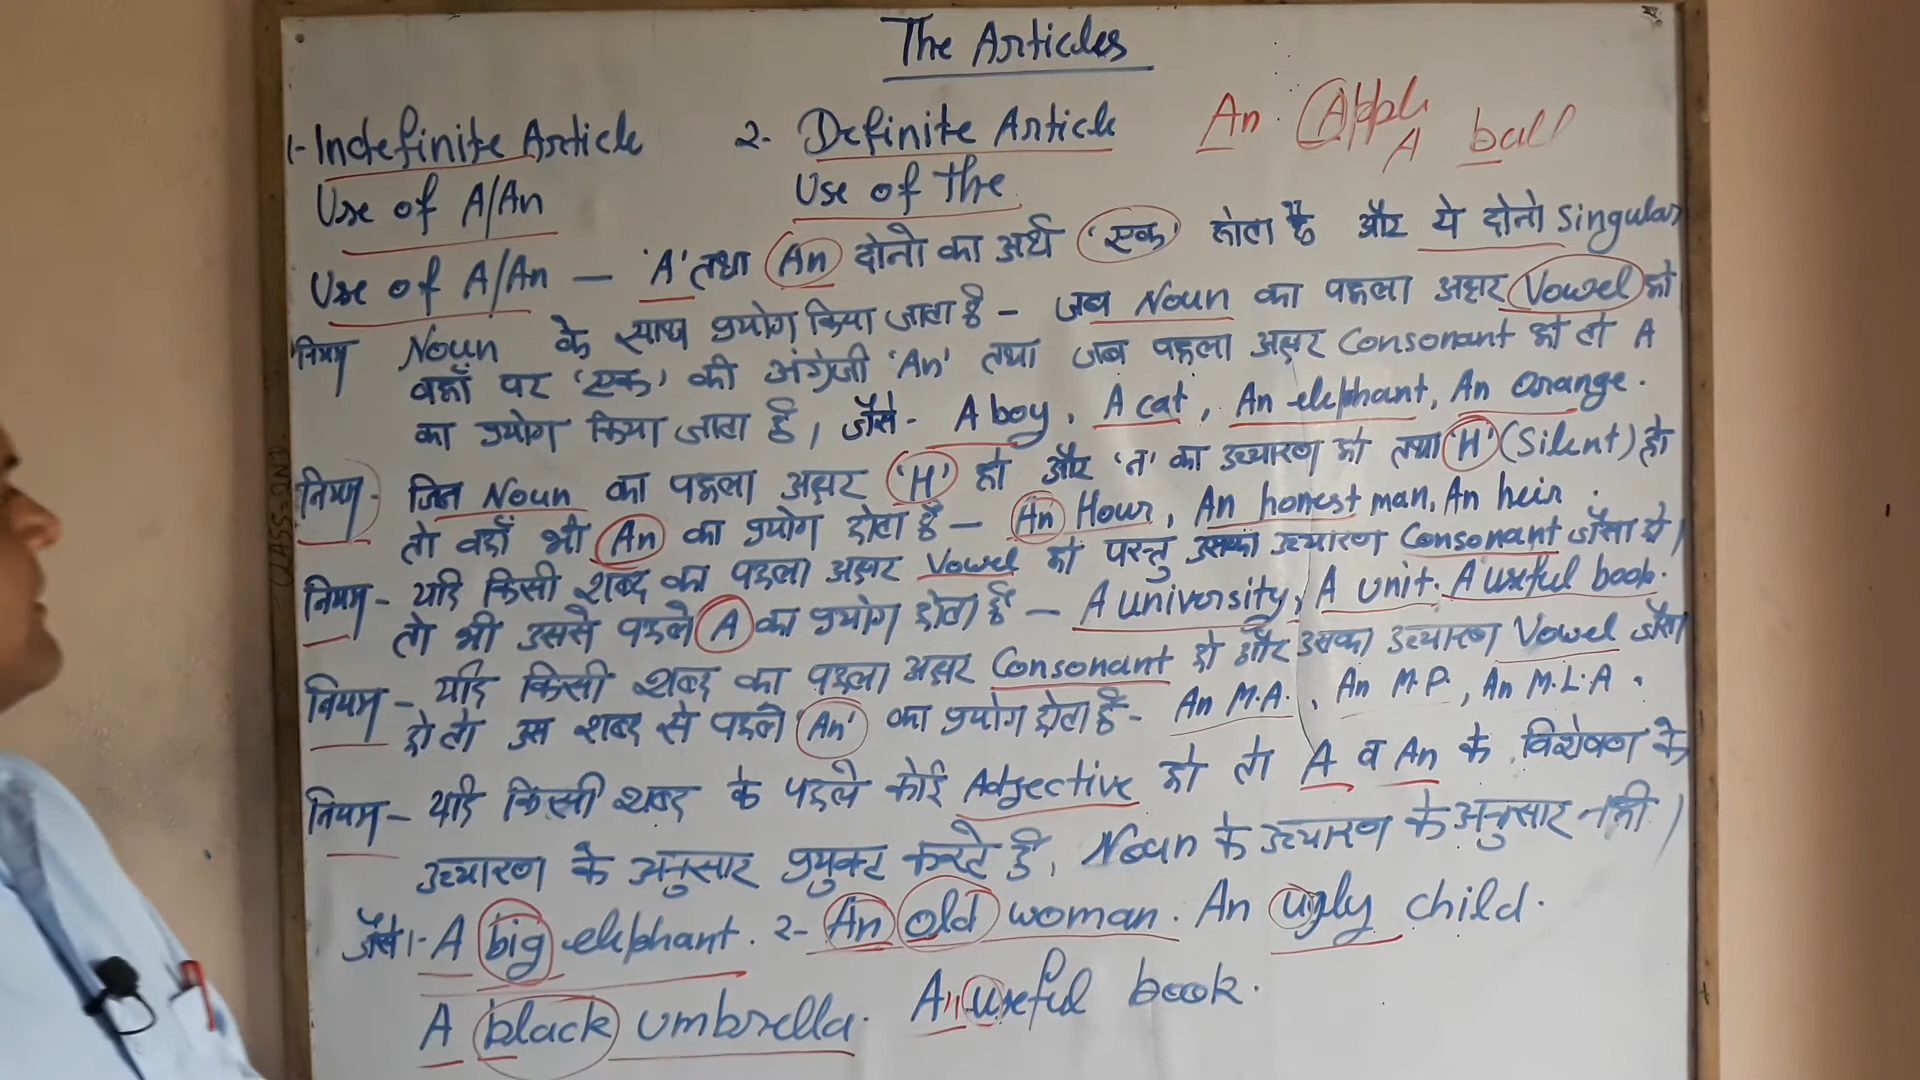 The Articles
1- Indefinite Article 2- Definite Article An Apple A ball
Use of A/An Use of The
Use of A/An — 'A' तथा An दोनो का अर्थ 'एक' होता है और ये दोनो Singular
नियम Noun के साथ प्रयोग किया जाता है - जब Noun का पहला अक्षर Vowel हो
वहाँ पर 'एक' की अंग्रेजी 'An' तथा जब पहला अक्षर Consonant हो तो A
का प्रयोग किया जाता है, जैसे- A boy, A cat, An elephant, An orange.
नियम- जिन Noun का पहला अक्षर 'H' हो और 'न' का उच्चारण हो तथा 'H' (Silent) हो
तो वहाँ भी An का प्रयोग होता है — An Hour, An honest man, An heir.
नियम- यदि किसी शब्द का पहला अक्षर Vowel हो परन्तु उसका उच्चारण Consonant जैसा हो
तो भी उससे पहले A का प्रयोग होता है — A university, A unit. A useful book.
नियम- यदि किसी शब्द का पहला अक्षर Consonant हो और उसका उच्चारण Vowel जैसा
हो तो उस शब्द से पहले 'An' का प्रयोग होता है- An M.A., An M.P., An M.L.A.
नियम- यदि किसी शब्द के पहले कोई Adjective हो तो A व An के विशेषण के
उच्चारण के अनुसार प्रयुक्त करते है, Noun के उच्चारण के अनुसार नही।
जैसे 1- A big elephant. 2- An old woman. An ugly child.
A black umbrella. An useful book.
CLASS-2ND